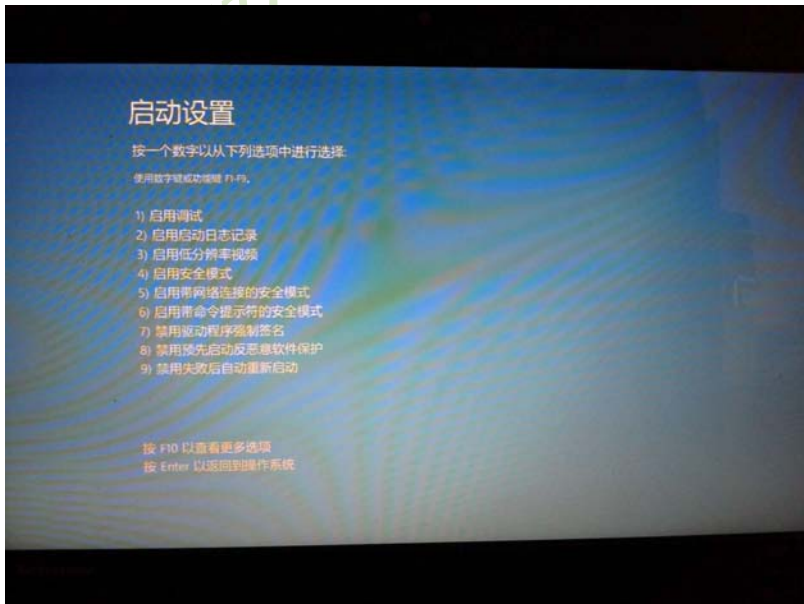 启动设置
按一个数字以从下列选项中进行选择:
使用数字键或功能键 F1-F9。
1) 启用调试
2) 启用启动日志记录
3) 启用低分辨率视频
4) 启用安全模式
5) 启用带网络连接的安全模式
6) 启用带命令提示符的安全模式
7) 禁用驱动程序强制签名
8) 禁用预先启动反恶意软件保护
9) 禁用失败后自动重新启动
按 F10 以查看更多选项
按 Enter 以返回到操作系统